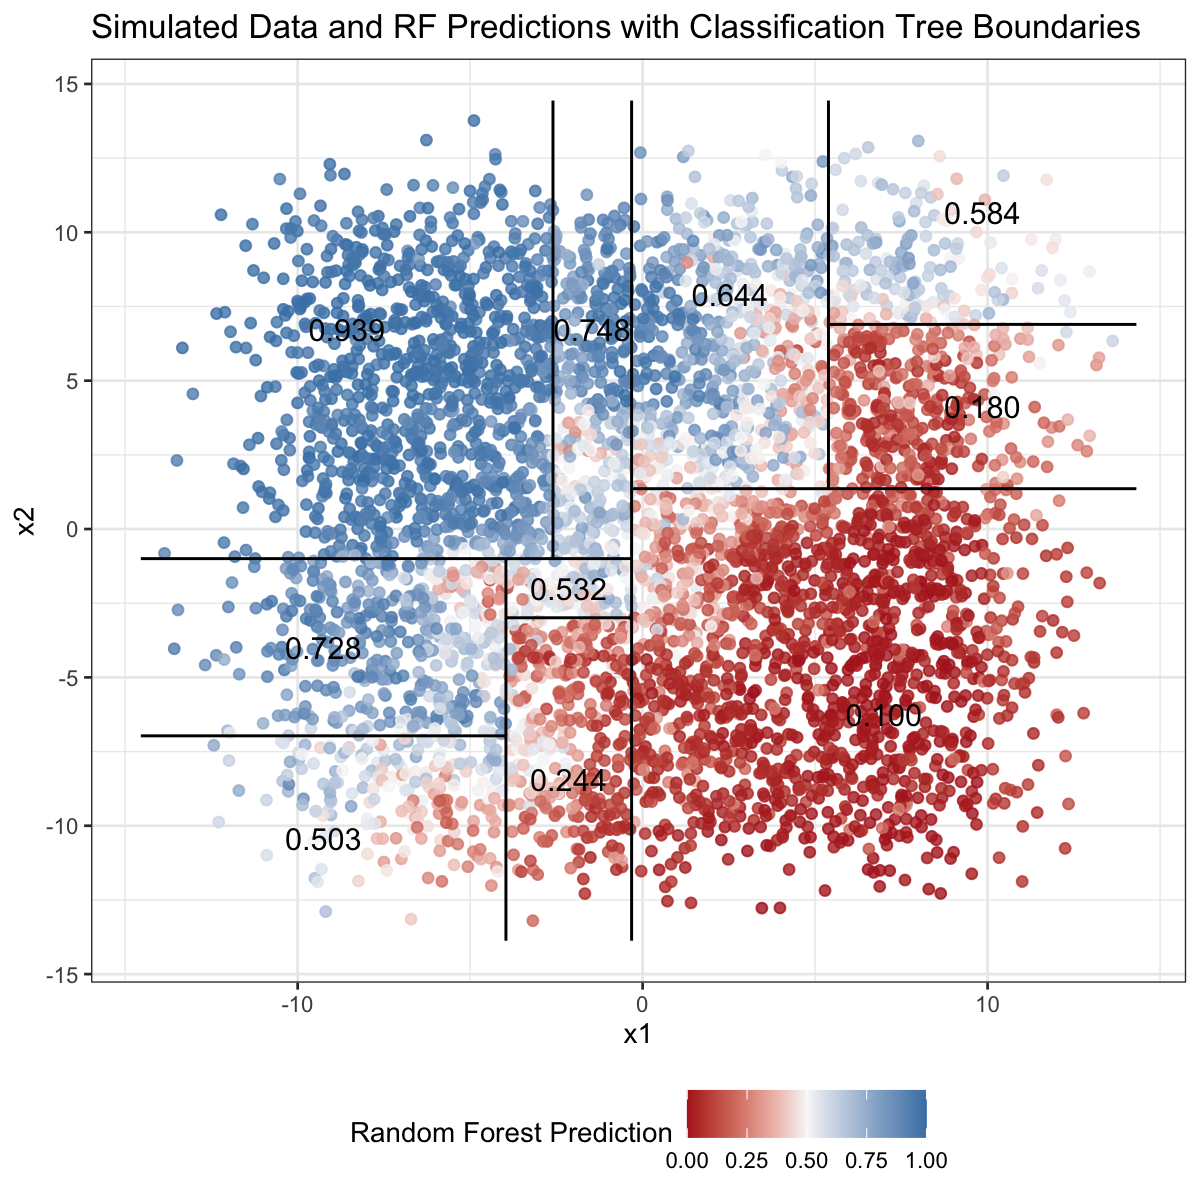 Simulated Data and RF Predictions with Classification Tree Boundaries
15
10
5
0
-5
-10
-15
x2
0.584
0.644
0.939
0.748
0.180
0.532
0.728
0.100
0.244
0.503
-10 0 10
x1
Random Forest Prediction
0.00 0.25 0.50 0.75 1.00